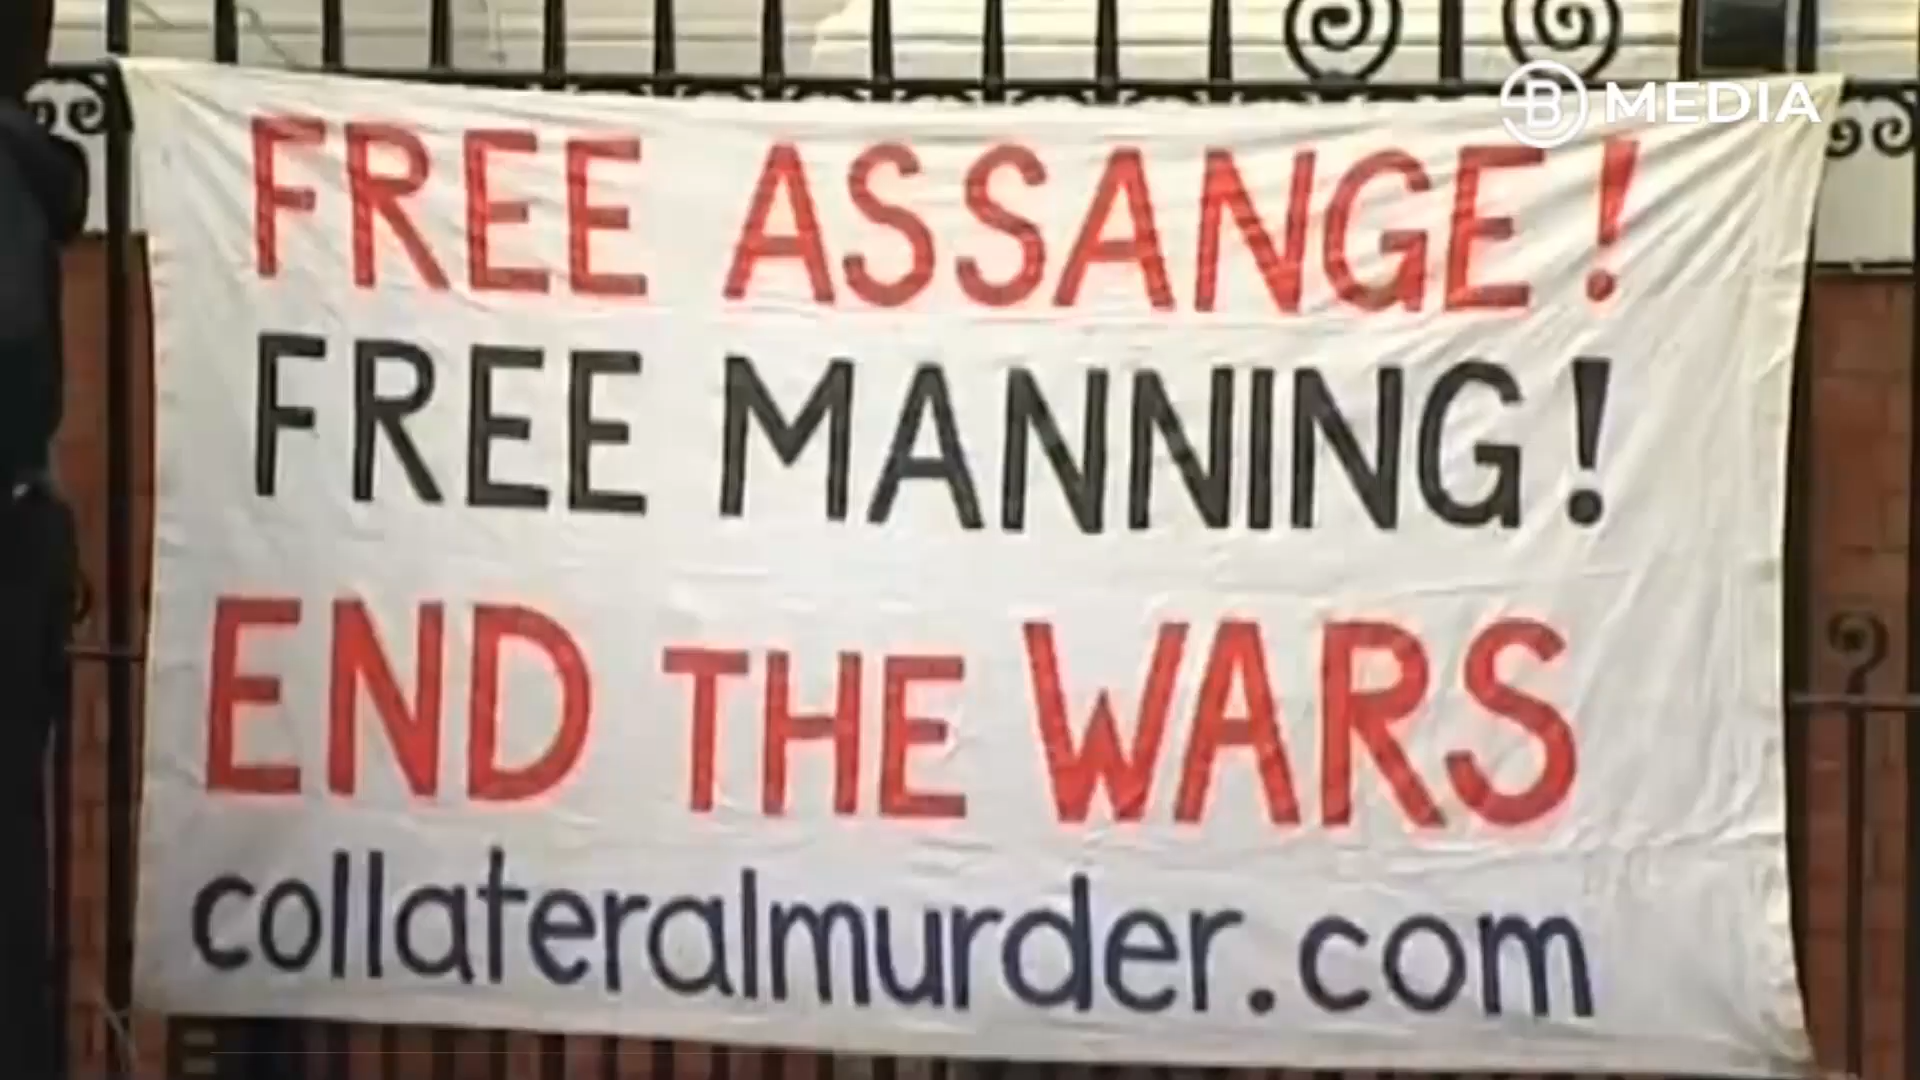 B MEDIA
FREE ASSANGE!
FREE MANNING!
END THE WARS
collateralmurder.com